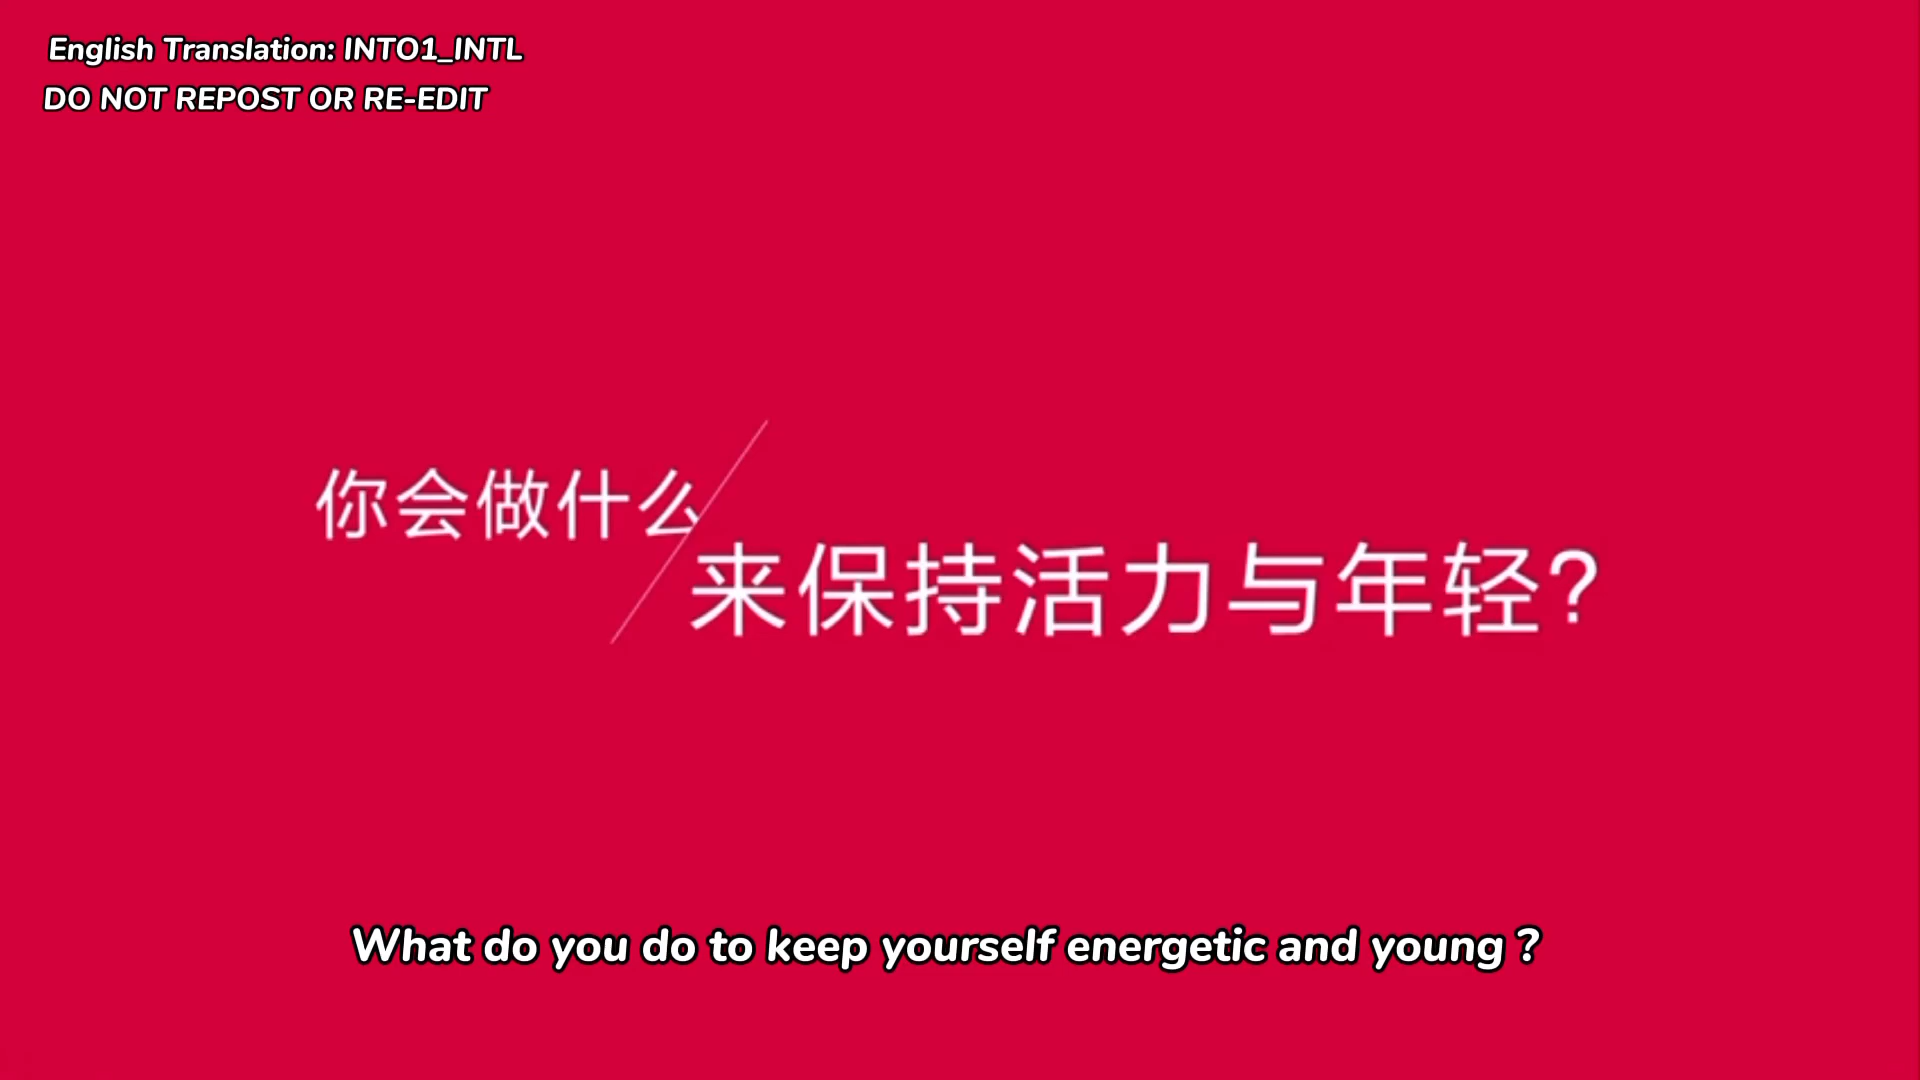 English Translation: INTO1_INTL
DO NOT REPOST OR RE-EDIT
你会做什么
来保持活力与年轻?
What do you do to keep yourself energetic and young ?